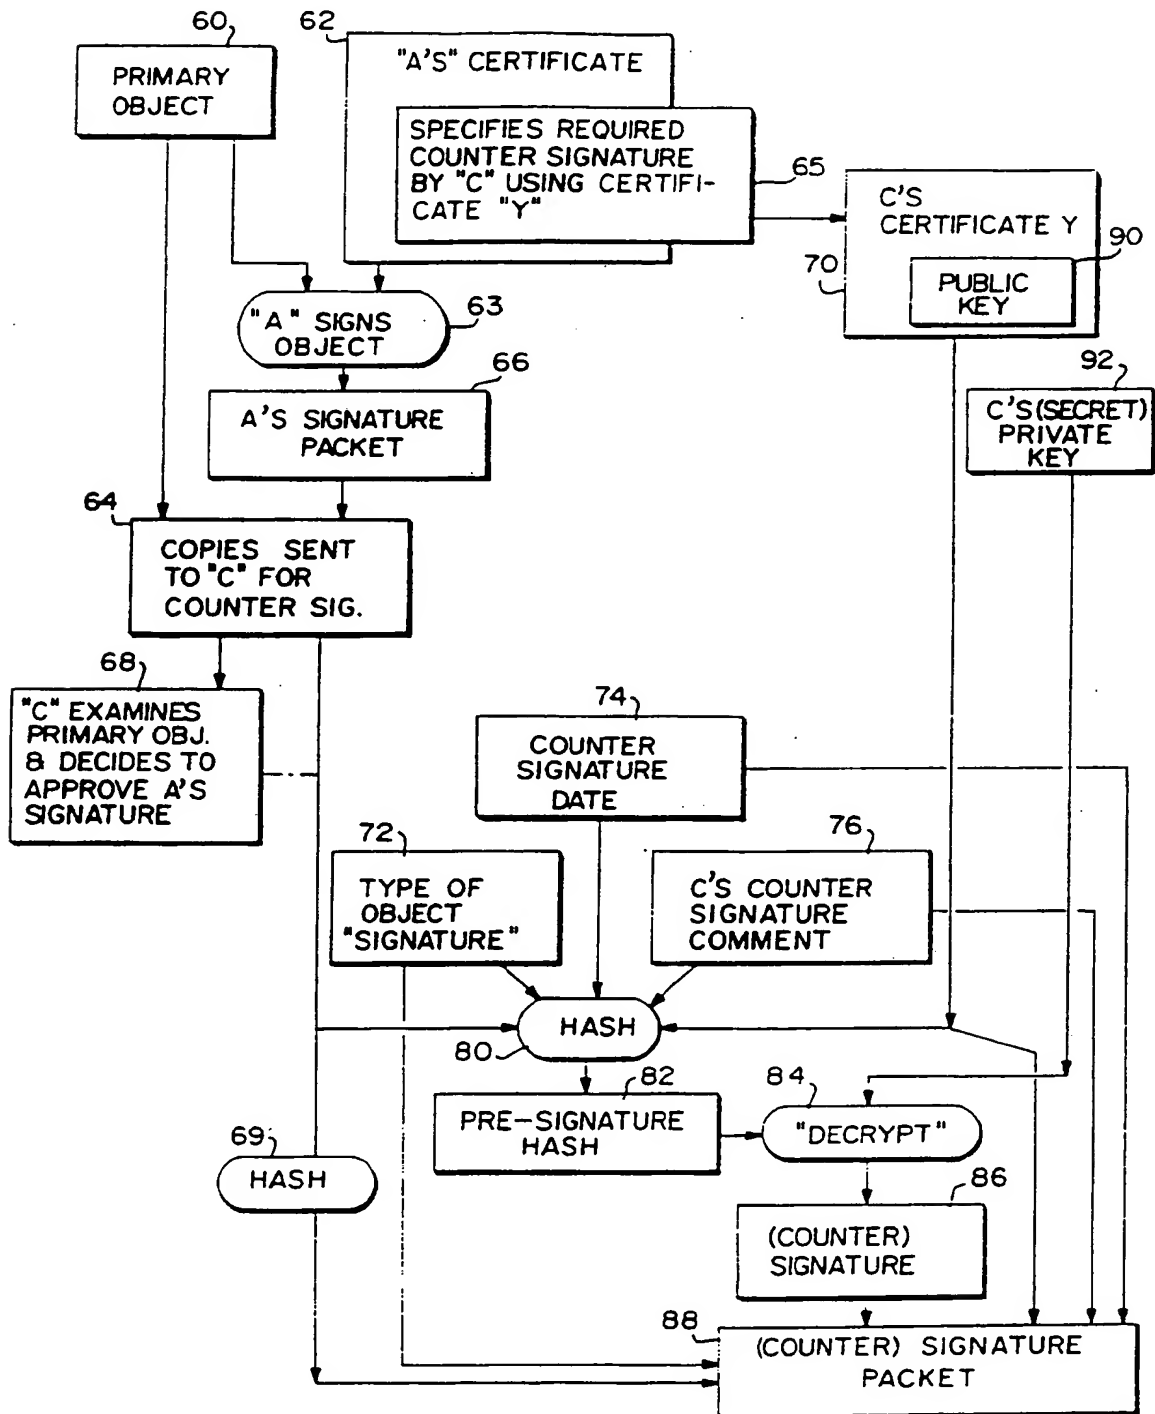 60
62
PRIMARY
OBJECT
"A'S" CERTIFICATE
SPECIFIES REQUIRED
COUNTER SIGNATURE
BY "C" USING CERTIFI-
CATE "Y"
65
C'S
CERTIFICATE Y
90
70
PUBLIC
KEY
"A" SIGNS
OBJECT
63
66
A'S SIGNATURE
PACKET
92
C'S (SECRET)
PRIVATE
KEY
64
COPIES SENT
TO "C" FOR
COUNTER SIG.
68
"C" EXAMINES
PRIMARY OBJ.
& DECIDES TO
APPROVE A'S
SIGNATURE
74
COUNTER
SIGNATURE
DATE
72
TYPE OF
OBJECT
"SIGNATURE"
76
C'S COUNTER
SIGNATURE
COMMENT
HASH
80
82
PRE-SIGNATURE
HASH
84
"DECRYPT"
69
HASH
86
(COUNTER)
SIGNATURE
88
(COUNTER) SIGNATURE
PACKET